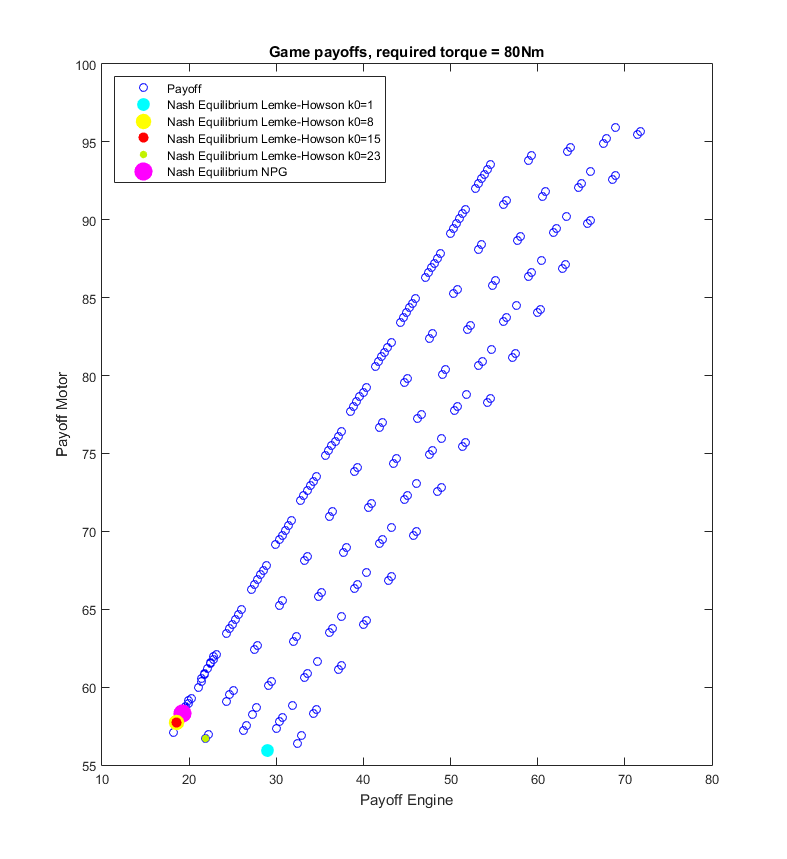 Game payoffs, required torque = 80Nm
100
95
90
85
80
75
70
65
60
55
Payoff Motor
Payoff
Nash Equilibrium Lemke-Howson k0=1
Nash Equilibrium Lemke-Howson k0=8
Nash Equilibrium Lemke-Howson k0=15
Nash Equilibrium Lemke-Howson k0=23
Nash Equilibrium NPG
10 20 30 40 50 60 70 80
Payoff Engine